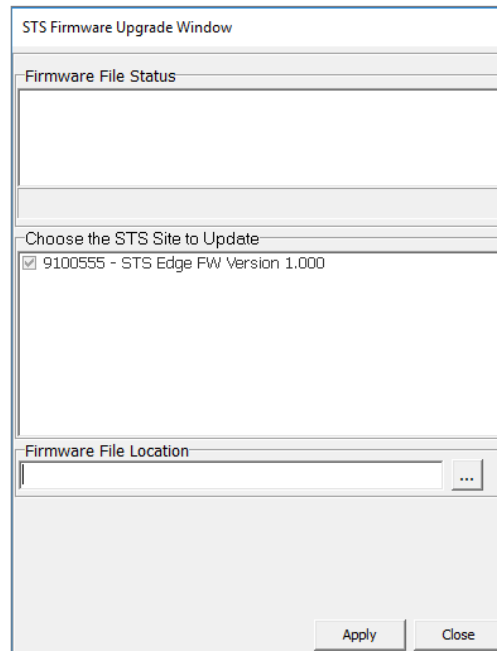 STS Firmware Upgrade Window
Firmware File Status
Choose the STS Site to Update
9100555 - STS Edge FW Version 1.000
Firmware File Location
...
Apply Close